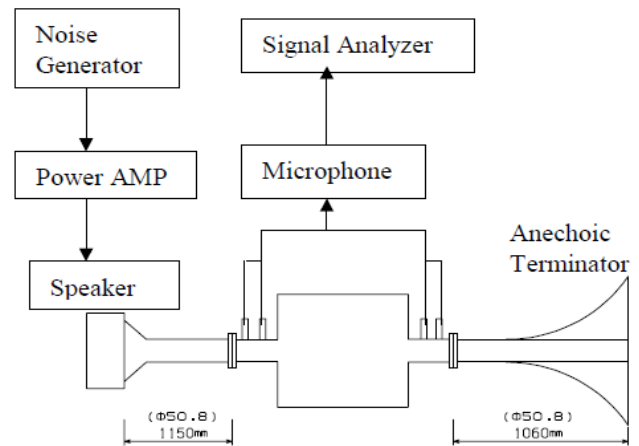 Noise
Generator
Signal Analyzer
Power AMP
Microphone
Speaker
Anechoic
Terminator
(Φ50.8)
1150mm
(Φ50.8)
1060mm